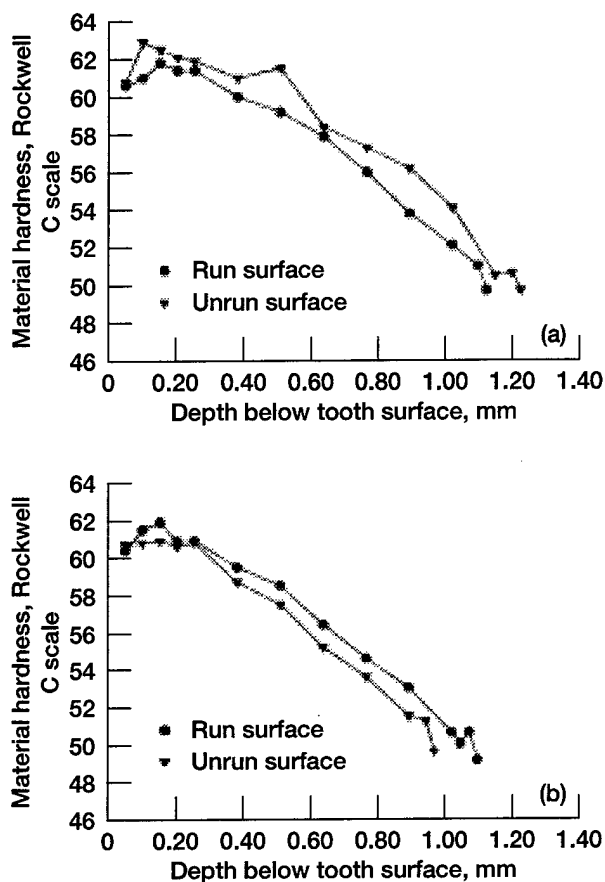 Material hardness, Rockwell
C scale
64
62
60
58
56
54
52
50
48
46
Run surface
Unrun surface
(a)
0 0.20 0.40 0.60 0.80 1.00 1.20 1.40
Depth below tooth surface, mm
Material hardness, Rockwell
C scale
64
62
60
58
56
54
52
50
48
46
Run surface
Unrun surface
(b)
0 0.20 0.40 0.60 0.80 1.00 1.20 1.40
Depth below tooth surface, mm